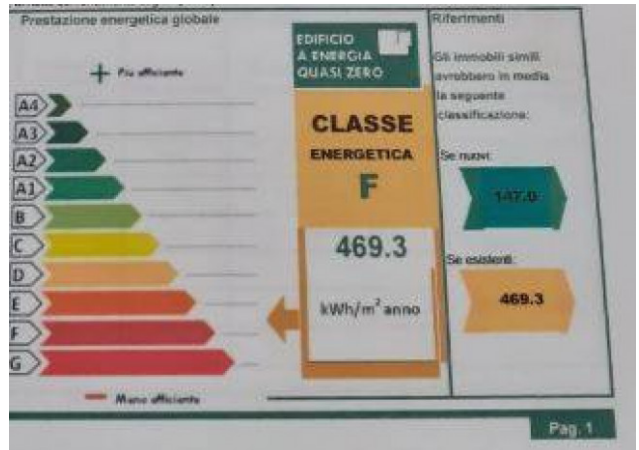 Prestazione energetica globale
+ Più efficiente
A4
A3
A2
A1
B
C
D
E
F
G
Meno efficiente
EDIFICIO
A ENERGIA
QUASI ZERO
CLASSE
ENERGETICA
F
469.3
kWh/m² anno
Riferimenti
Gli immobili simili
avrebbero in media
la seguente
classificazione:
Se nuovi:
147.0
Se esistenti:
469.3
Pag. 1